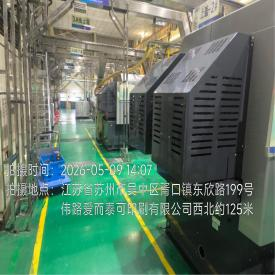 拍摄时间：2026-05-09 14:07
拍摄地点：江苏省苏州市吴中区胥口镇东欣路199号
伟路爱而泰可印刷有限公司西北约125米